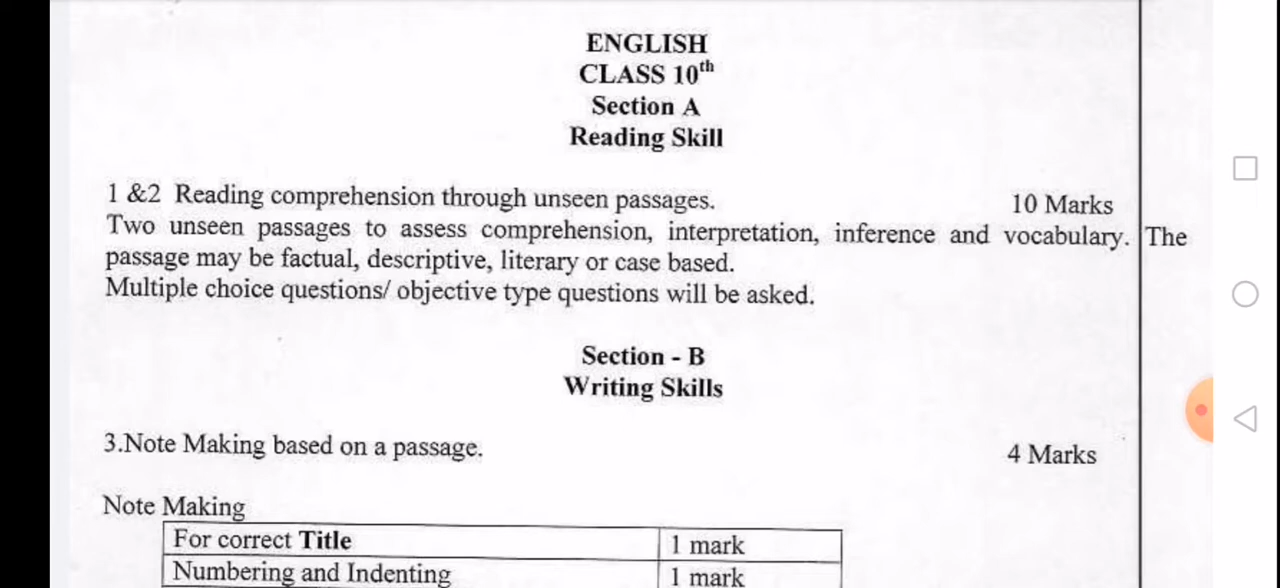 ENGLISH
CLASS 10th
Section A
Reading Skill
1 &2 Reading comprehension through unseen passages. 10 Marks
Two unseen passages to assess comprehension, interpretation, inference and vocabulary. The
passage may be factual, descriptive, literary or case based.
Multiple choice questions/ objective type questions will be asked.
Section - B
Writing Skills
3.Note Making based on a passage. 4 Marks
Note Making
For correct Title 1 mark
Numbering and Indenting 1 mark